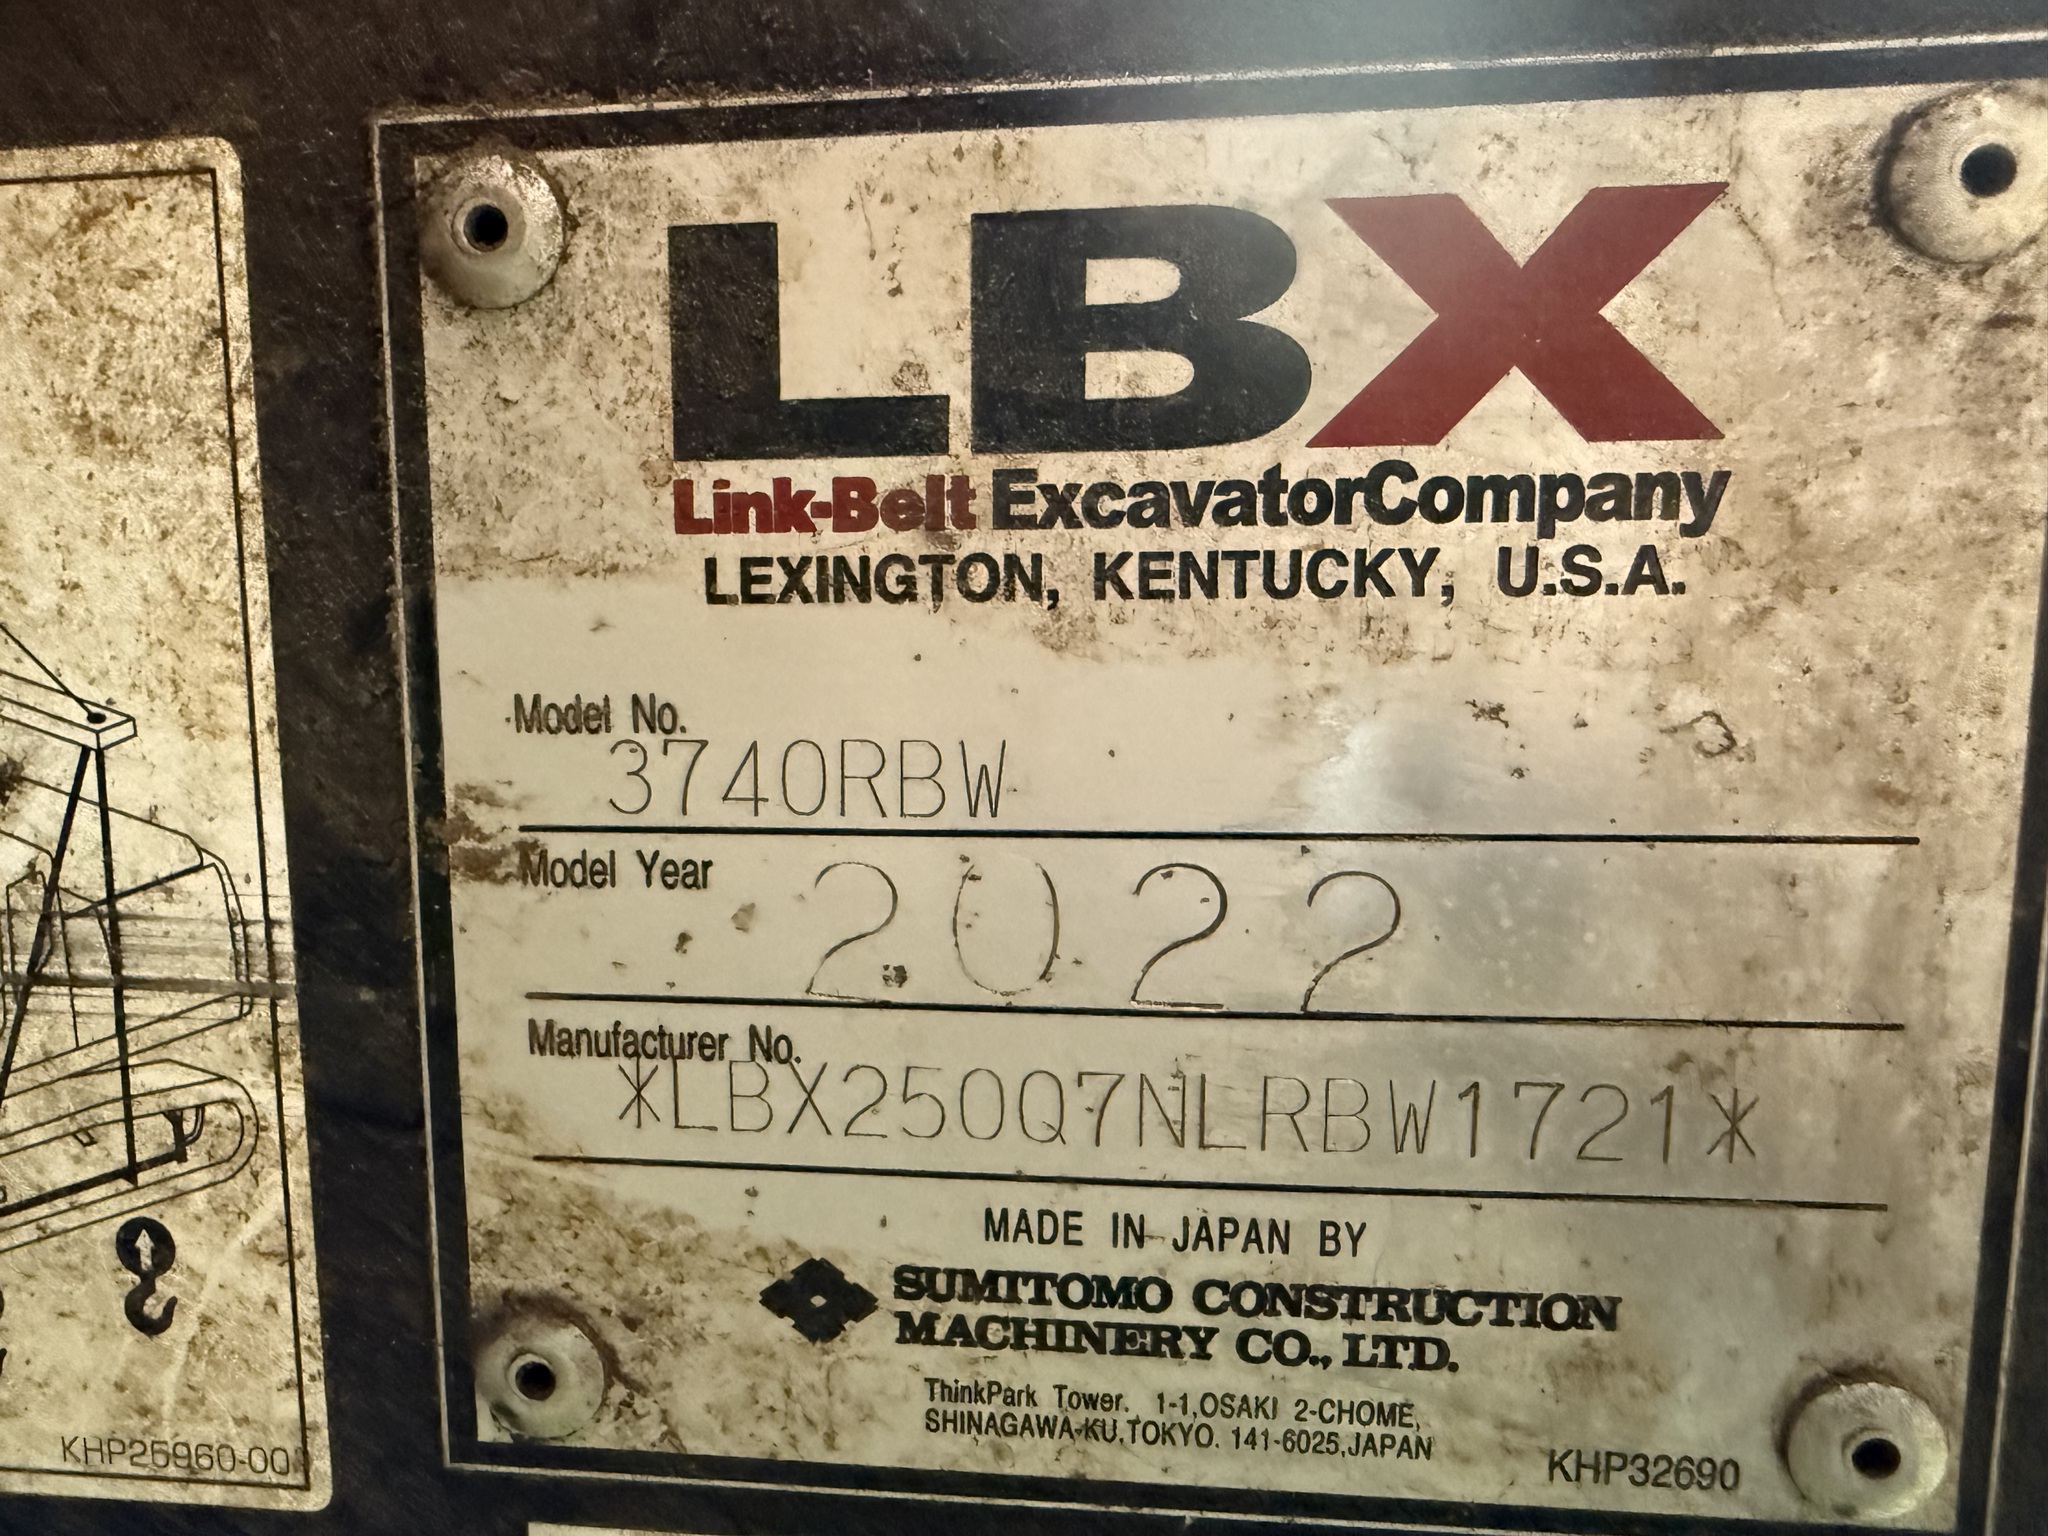 LBX
Link-Belt ExcavatorCompany
LEXINGTON, KENTUCKY, U.S.A.
Model No.
3740RBW
Model Year
2022
Manufacturer No.
*LBX250Q7NLRBW1721*
MADE IN JAPAN BY
SUMITOMO CONSTRUCTION
MACHINERY CO., LTD.
ThinkPark Tower. 1-1,OSAKI 2-CHOME,
SHINAGAWA-KU,TOKYO. 141-6025,JAPAN
KHP32690
KHP25960-00